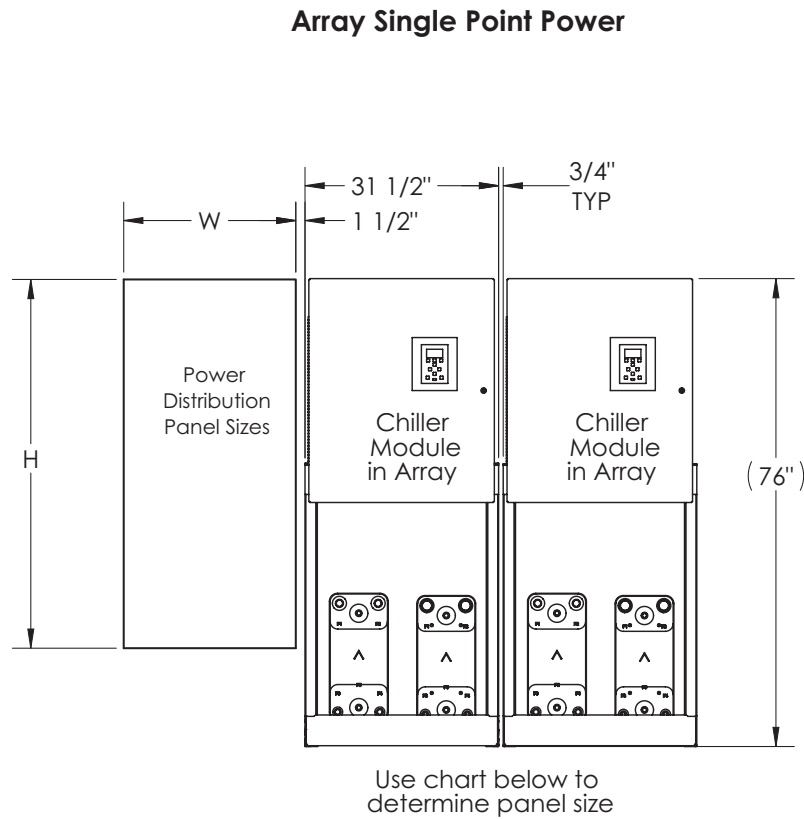 Array Single Point Power
31 1/2"
3/4"
TYP
W
1 1/2"
Power
Distribution
Panel Sizes
H
Chiller
Module
in Array
Chiller
Module
in Array
(76")
Use chart below to
determine panel size